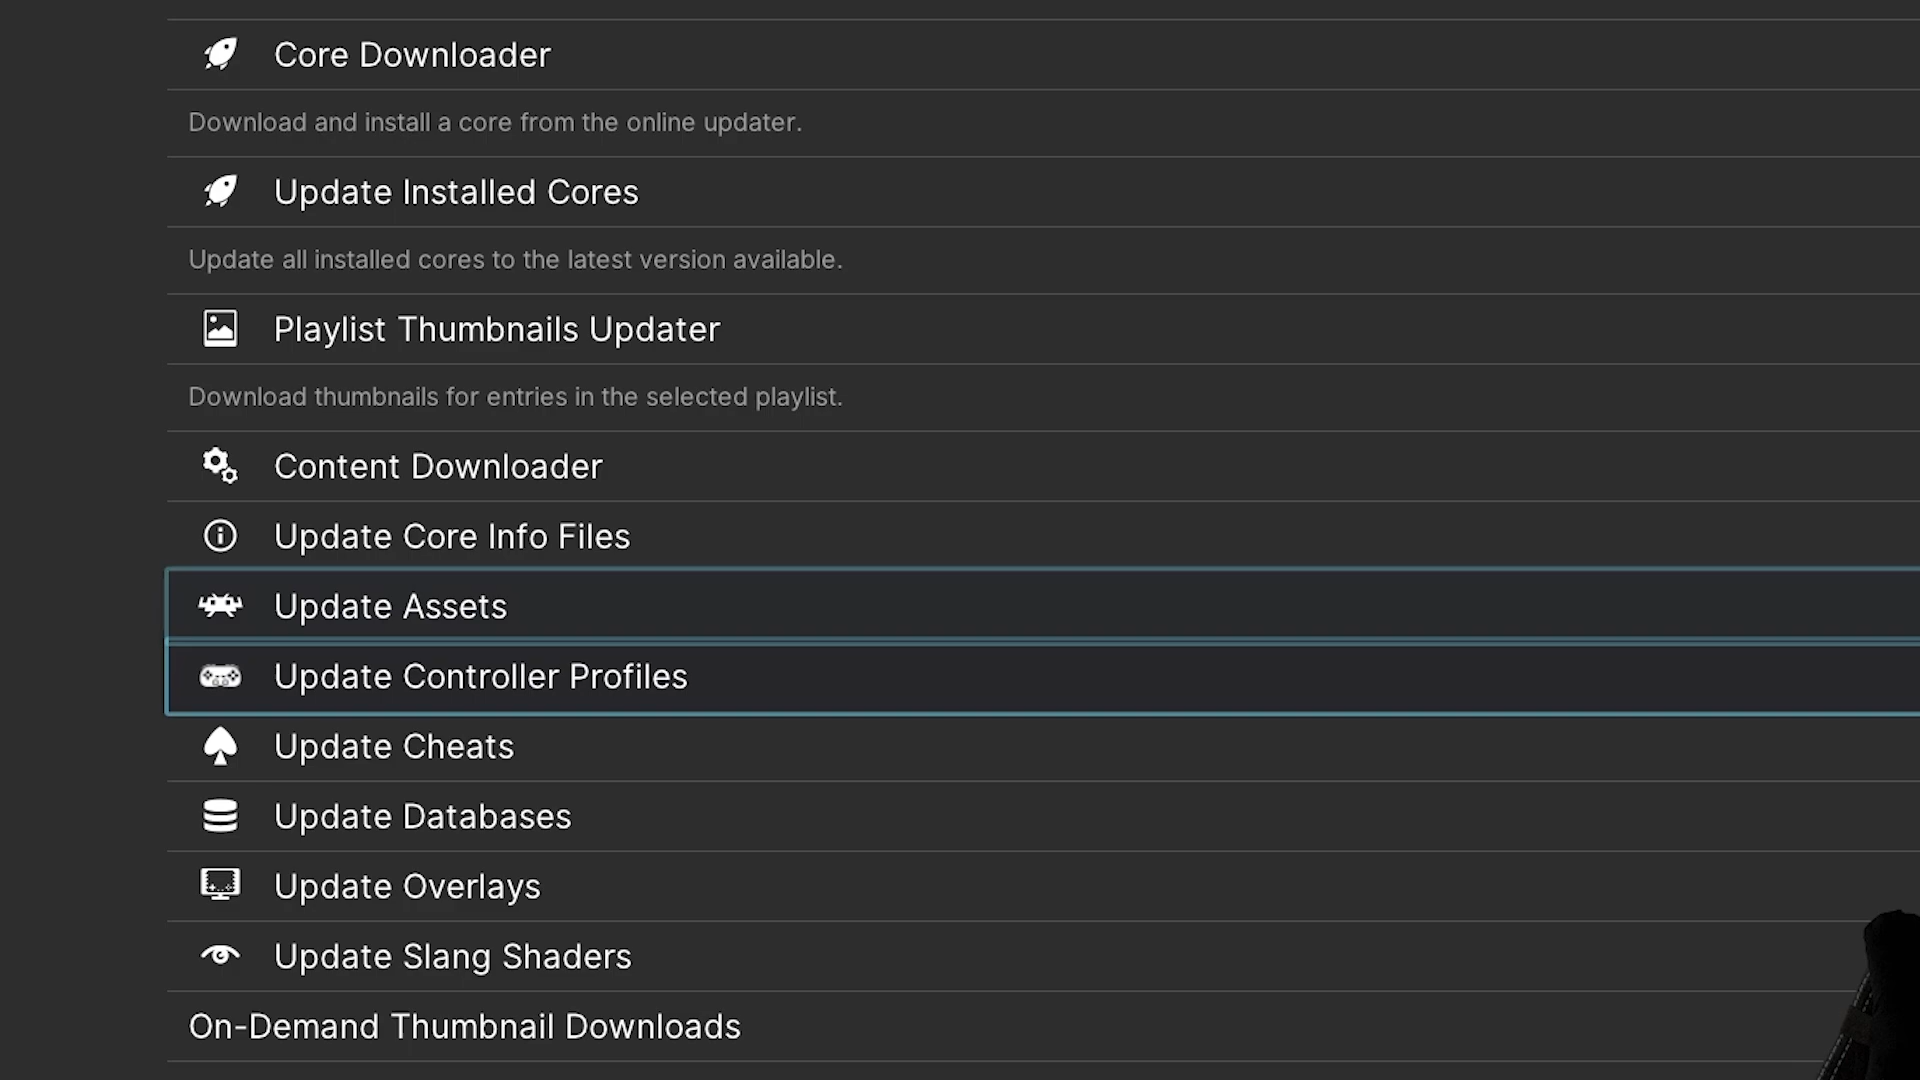 Core Downloader
Download and install a core from the online updater.
Update Installed Cores
Update all installed cores to the latest version available.
Playlist Thumbnails Updater
Download thumbnails for entries in the selected playlist.
Content Downloader
Update Core Info Files
Update Assets
Update Controller Profiles
Update Cheats
Update Databases
Update Overlays
Update Slang Shaders
On-Demand Thumbnail Downloads